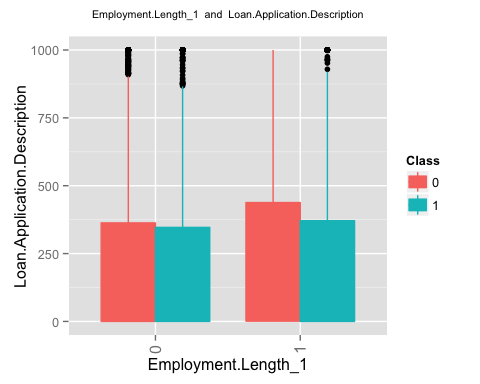 Employment.Length_1 and Loan.Application.Description
1000
750
500
250
0
Loan.Application.Description
0
1
Employment.Length_1
Class
0
1